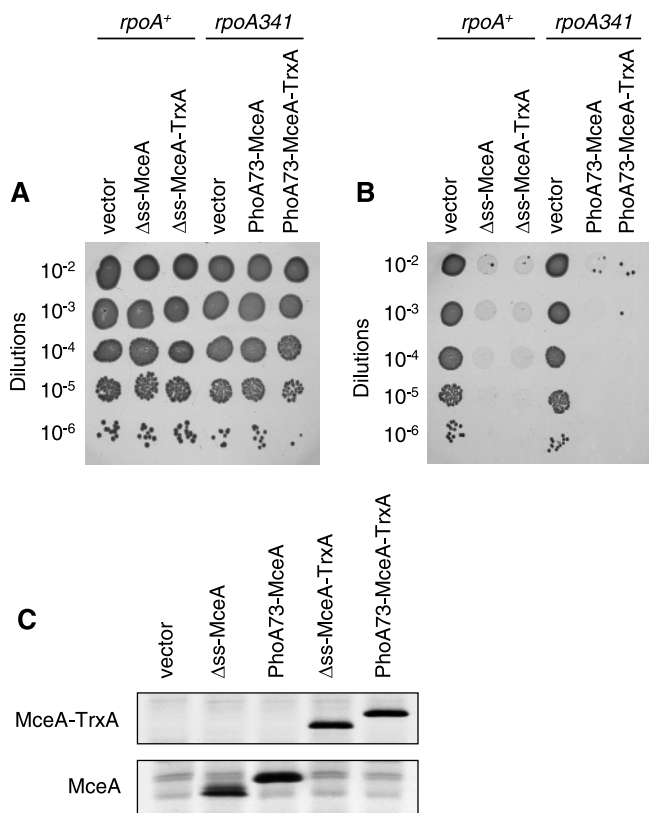 rpoA+ rpoA341
vector
Δss-MceA
Δss-MceA-TrxA
vector
PhoA73-MceA
PhoA73-MceA-TrxA
A
Dilutions
10-2
10-3
10-4
10-5
10-6
rpoA+ rpoA341
vector
Δss-MceA
Δss-MceA-TrxA
vector
PhoA73-MceA
PhoA73-MceA-TrxA
B
Dilutions
10-2
10-3
10-4
10-5
10-6
C
vector
Δss-MceA
PhoA73-MceA
Δss-MceA-TrxA
PhoA73-MceA-TrxA
MceA-TrxA
MceA